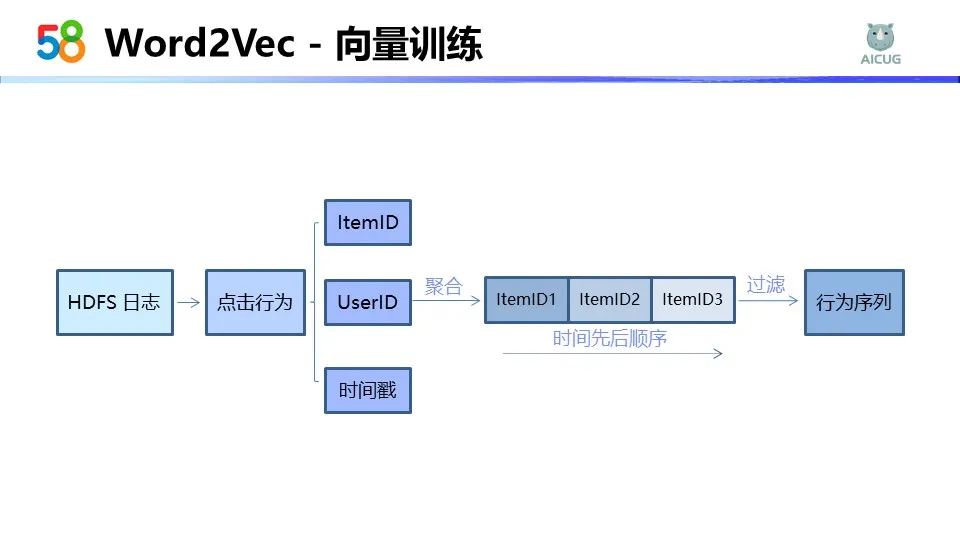 58 Word2Vec - 向量训练
AICUG
ItemID
HDFS 日志
点击行为
UserID
聚合
ItemID1 ItemID2 ItemID3
过滤
行为序列
时间先后顺序
时间戳